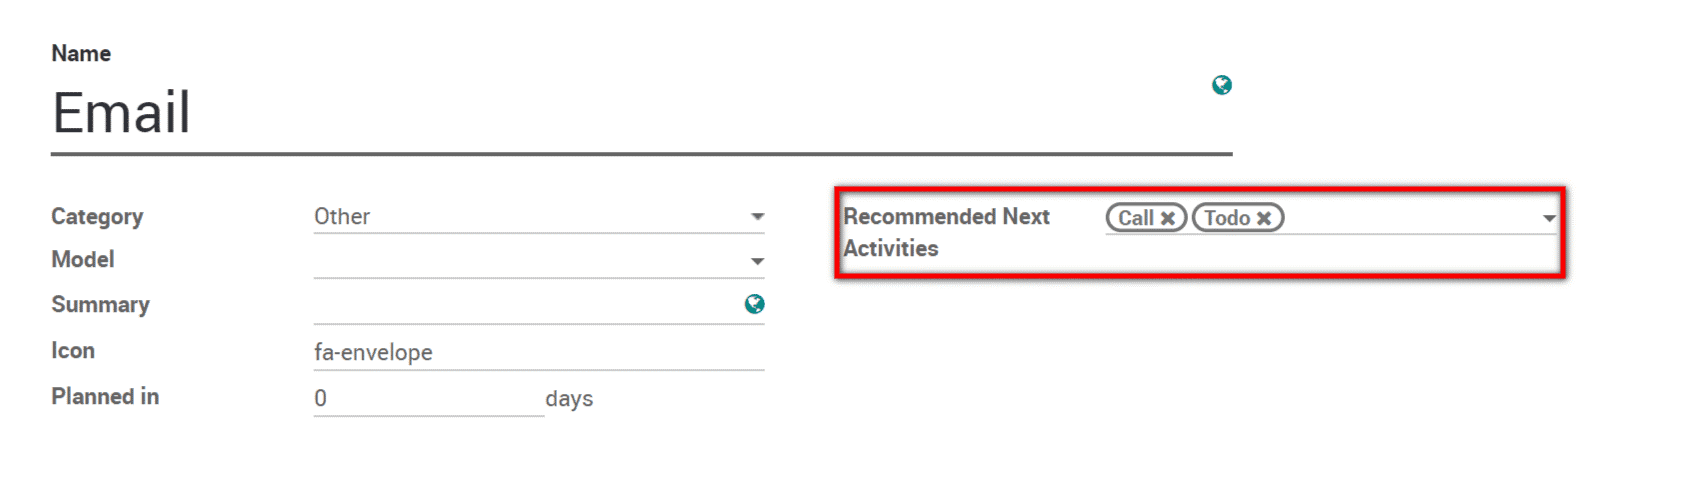 Name
Email
Category Other
Recommended Next Activities Call Todo
Model
Summary
Icon fa-envelope
Planned in 0 days